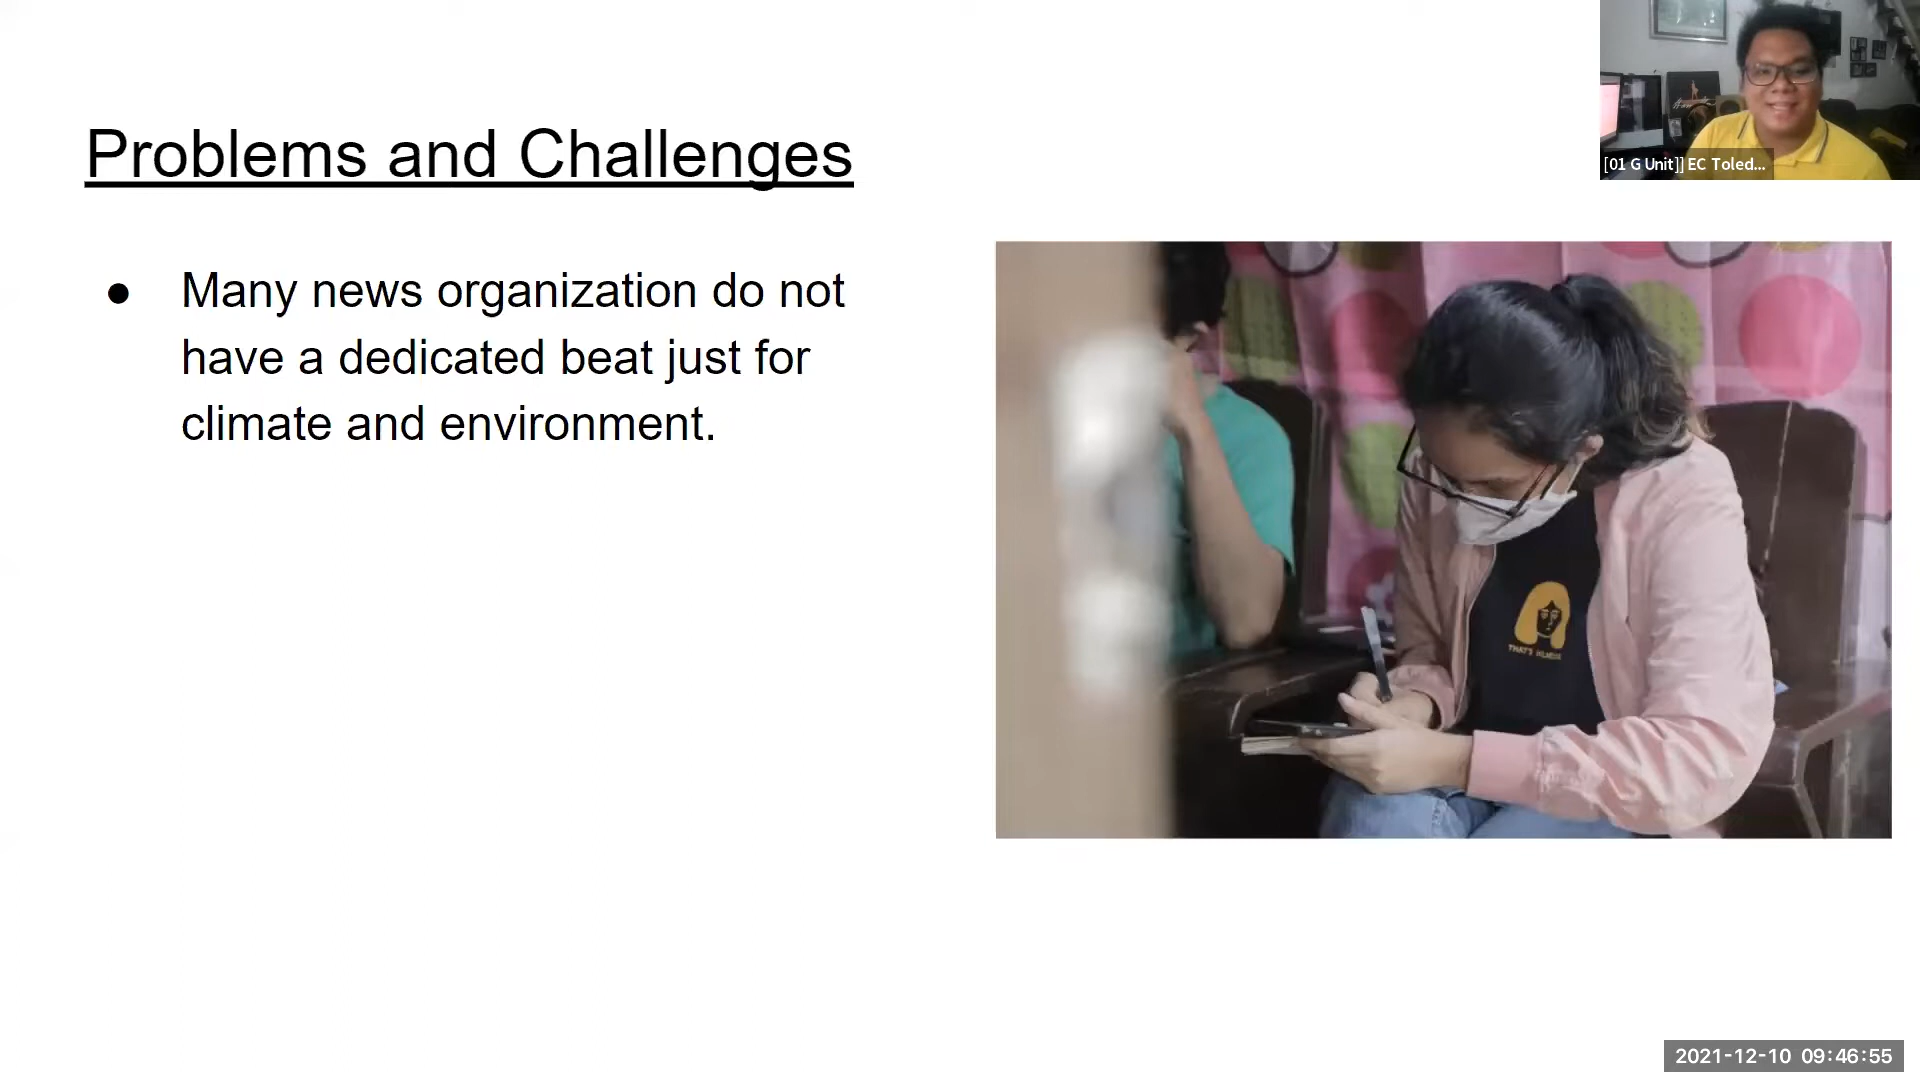 [01 G Unit]] EC Toled...
Problems and Challenges
● Many news organization do not
have a dedicated beat just for
climate and environment.
THAT'S
2021-12-10 09:46:55